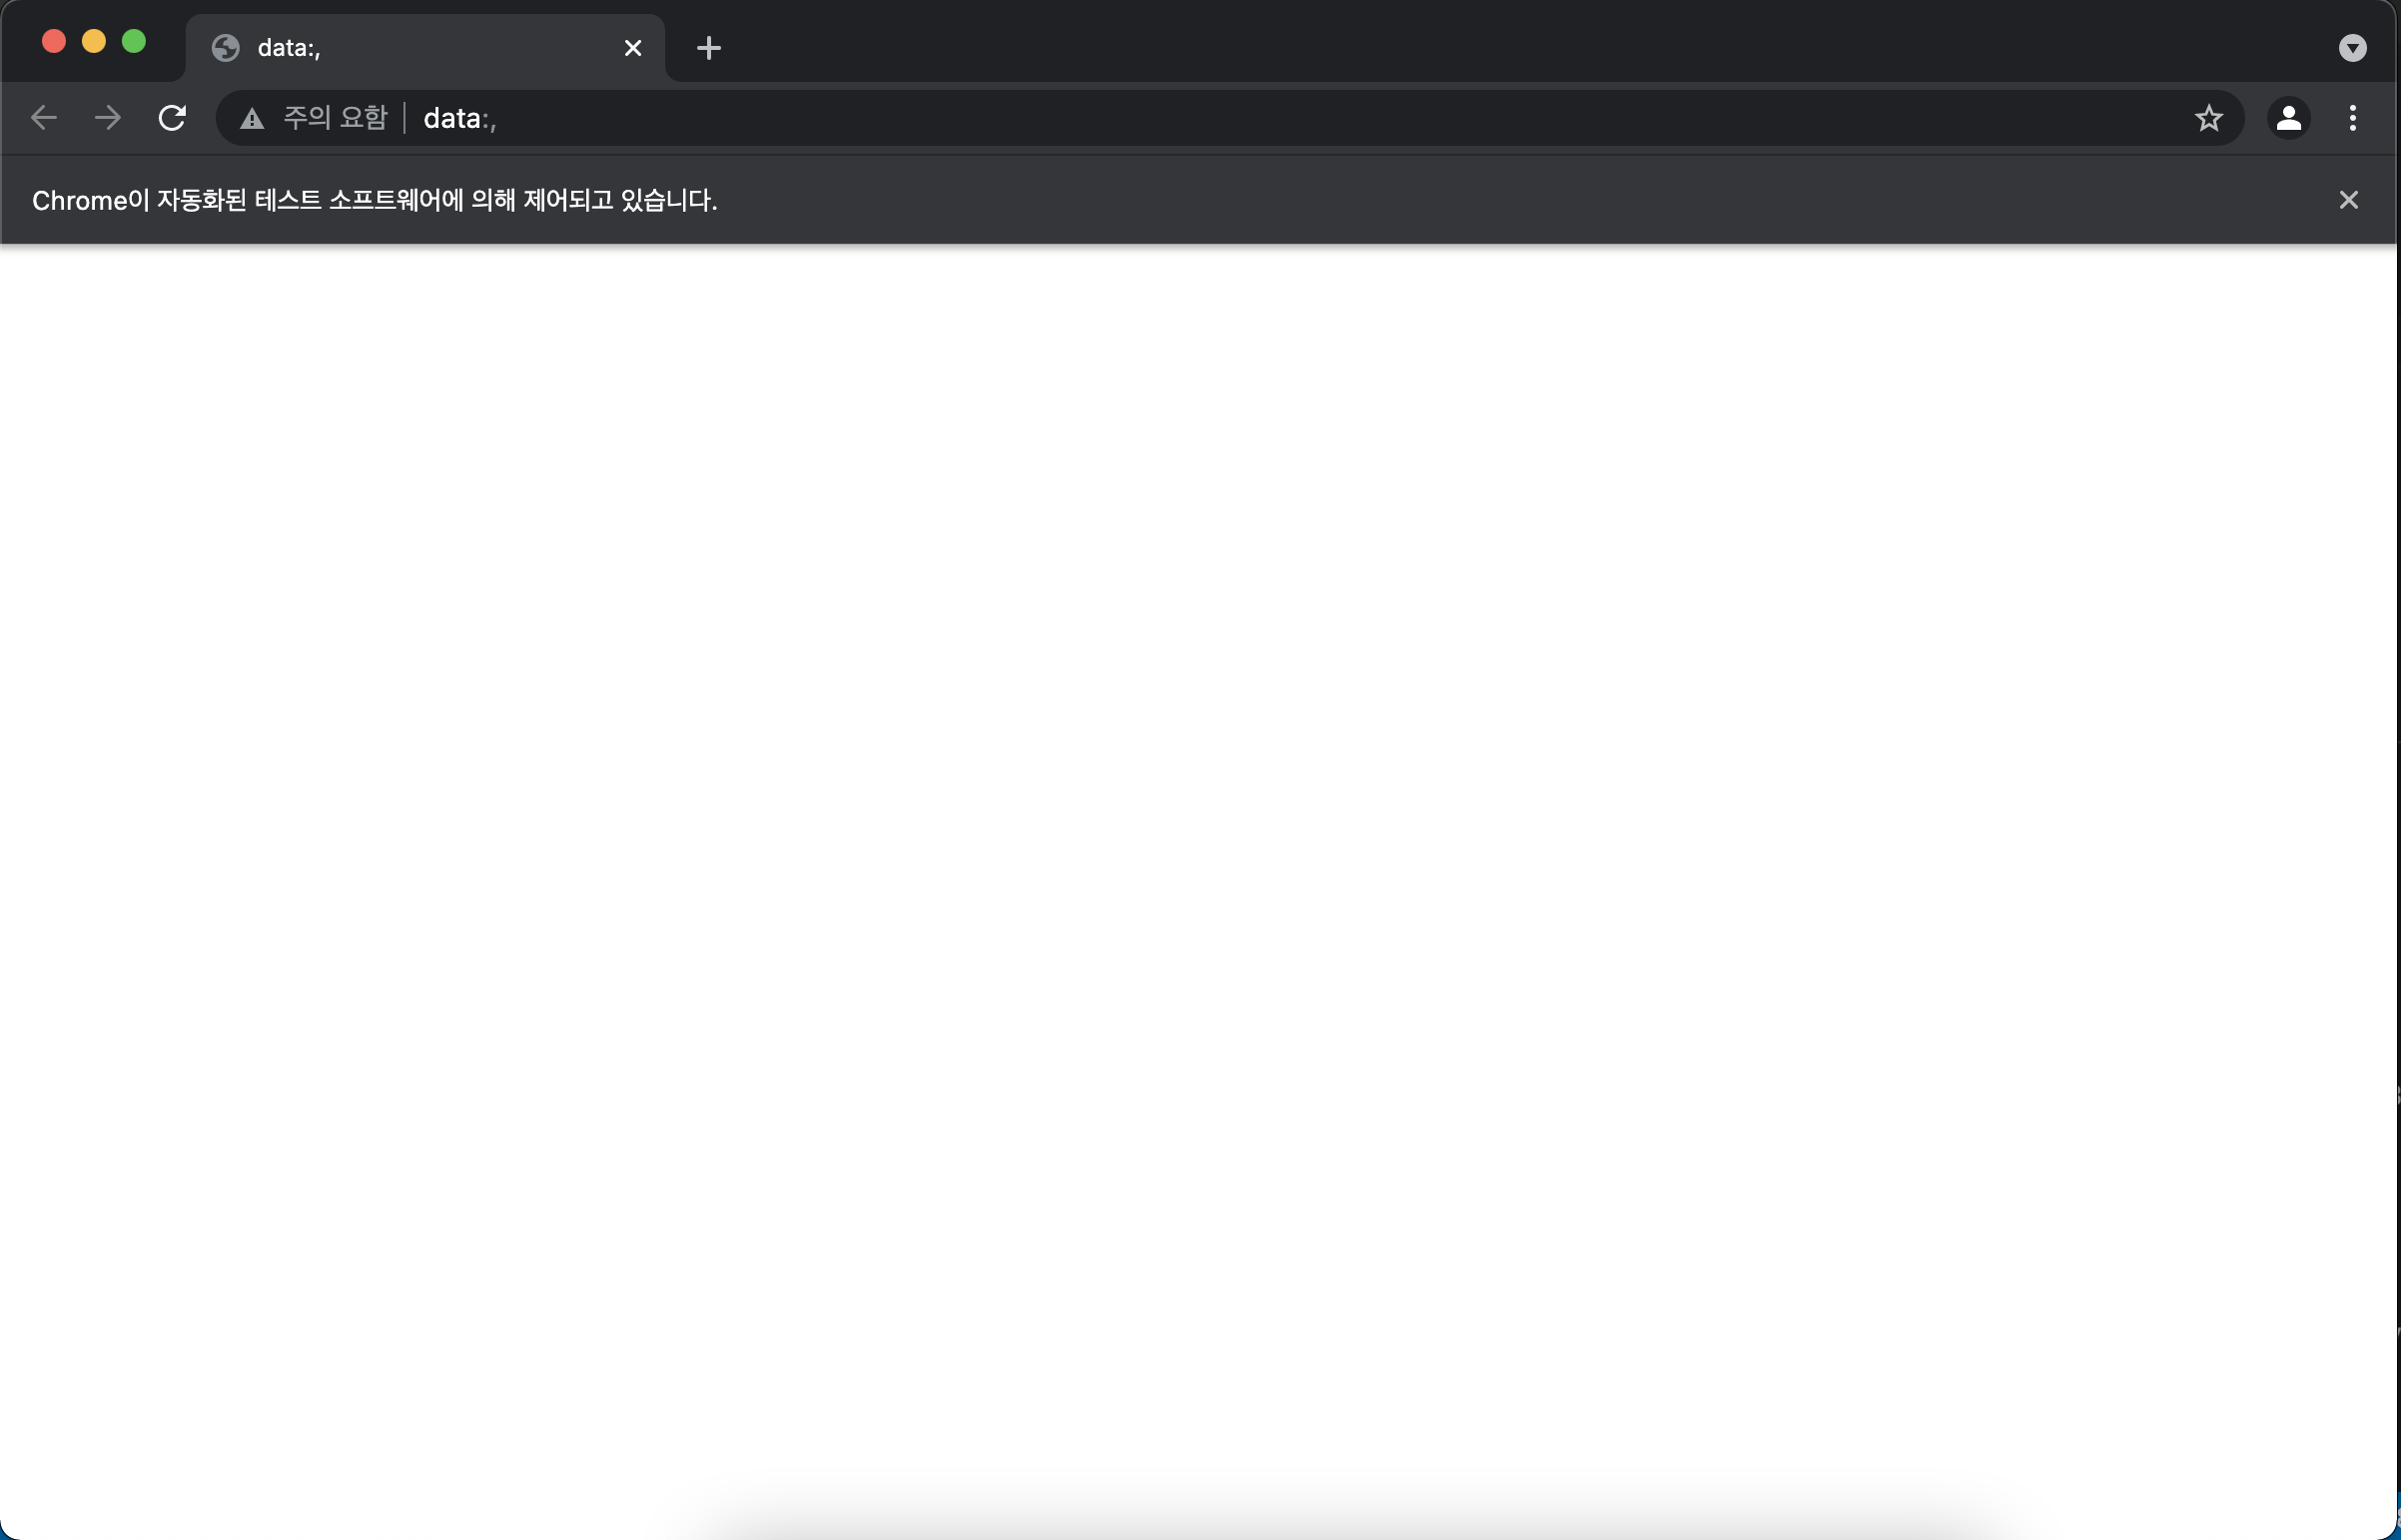 data:,
주의 요함 data:,
Chrome이 자동화된 테스트 소프트웨어에 의해 제어되고 있습니다.